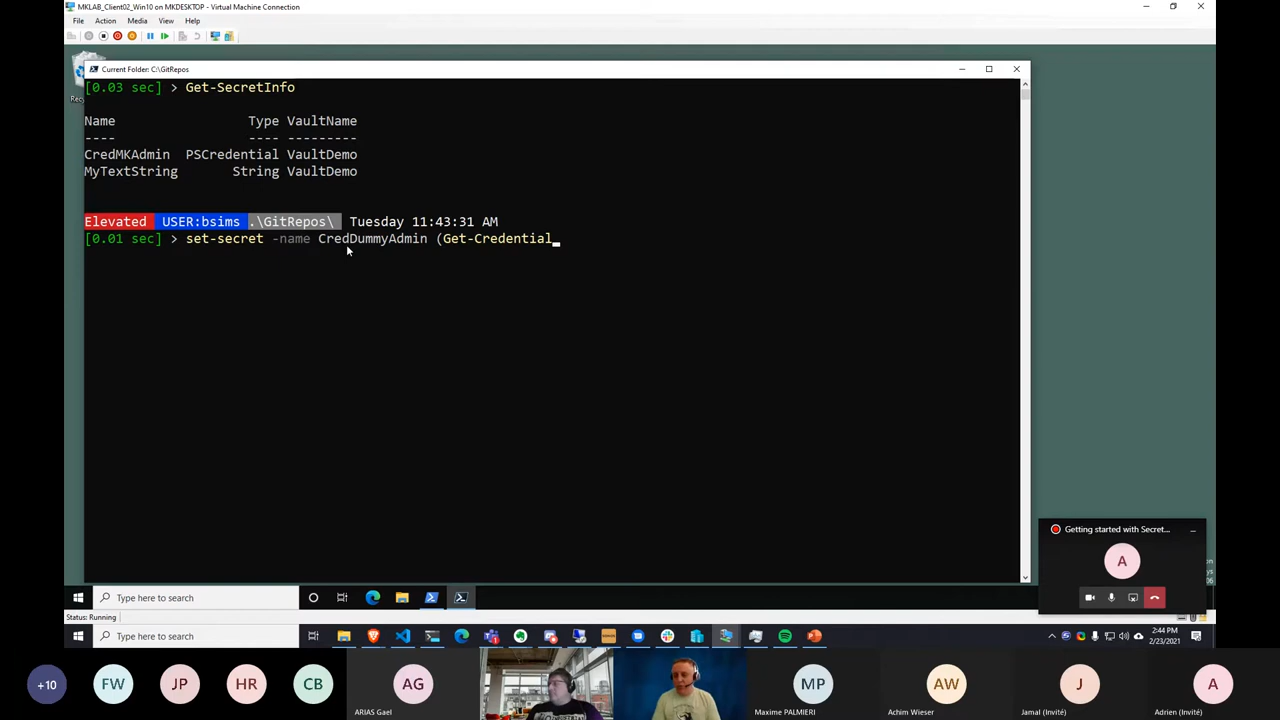 MKLAB_Client02_Win10 on MKDESKTOP - Virtual Machine Connection
File Action Media View Help
Current Folder: C:\GitRepos
[0.03 sec] > Get-SecretInfo
Name Type VaultName
---- ---- ---------
CredMKAdmin PSCredential VaultDemo
MyTextString String VaultDemo
Elevated USER:bsims .\GitRepos\ Tuesday 11:43:31 AM
[0.01 sec] > set-secret -name CredDummyAdmin (Get-Credential_
Getting started with Secret...
A
Type here to search
Status: Running
Type here to search
2:44 PM
2/23/2021
+10 FW JP HR CB AG MP AW J A
ARIAS Gael Maxime PALMIERI Achim Wieser Jamal (Invité) Adrien (Invité)